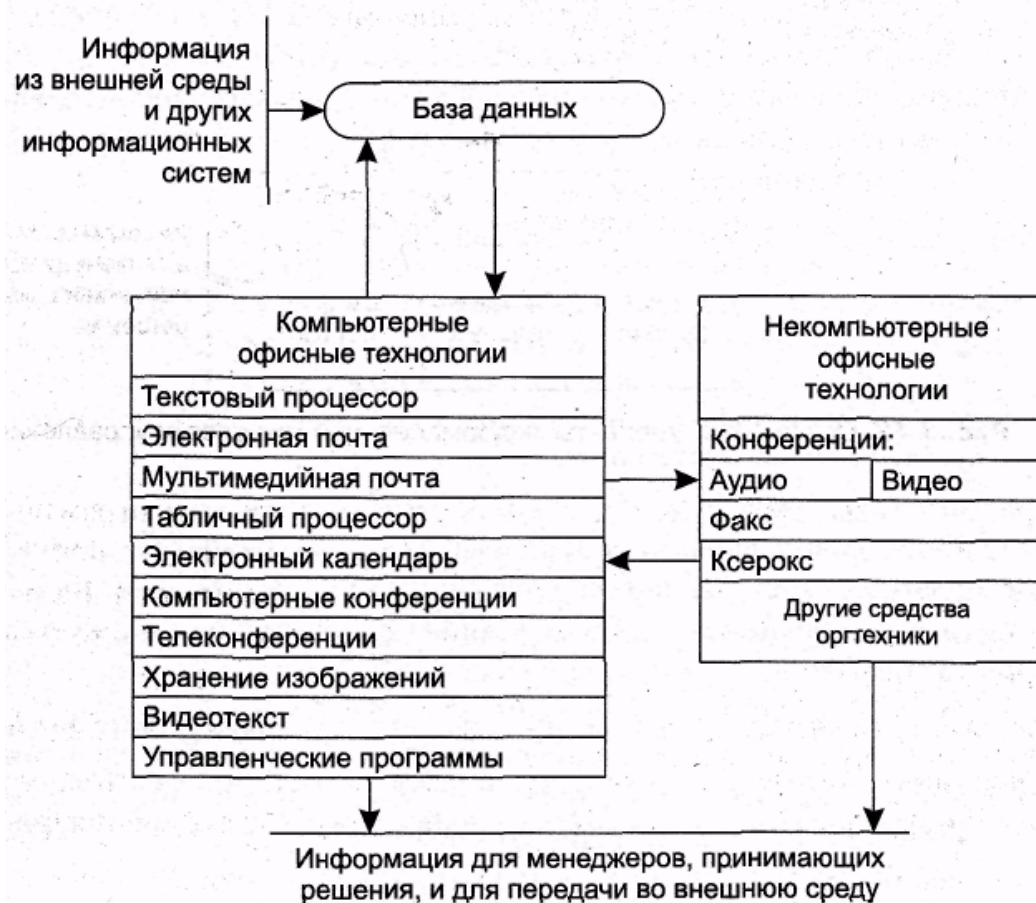 Информация
из внешней среды
и других
информационных
систем
База данных
Компьютерные
офисные технологии
Текстовый процессор
Электронная почта
Мультимедийная почта
Табличный процессор
Электронный календарь
Компьютерные конференции
Телеконференции
Хранение изображений
Видеотекст
Управленческие программы
Некомпьютерные
офисные
технологии
Конференции:
Аудио
Видео
Факс
Ксерокс
Другие средства
оргтехники
Информация для менеджеров, принимающих
решения, и для передачи во внешнюю среду